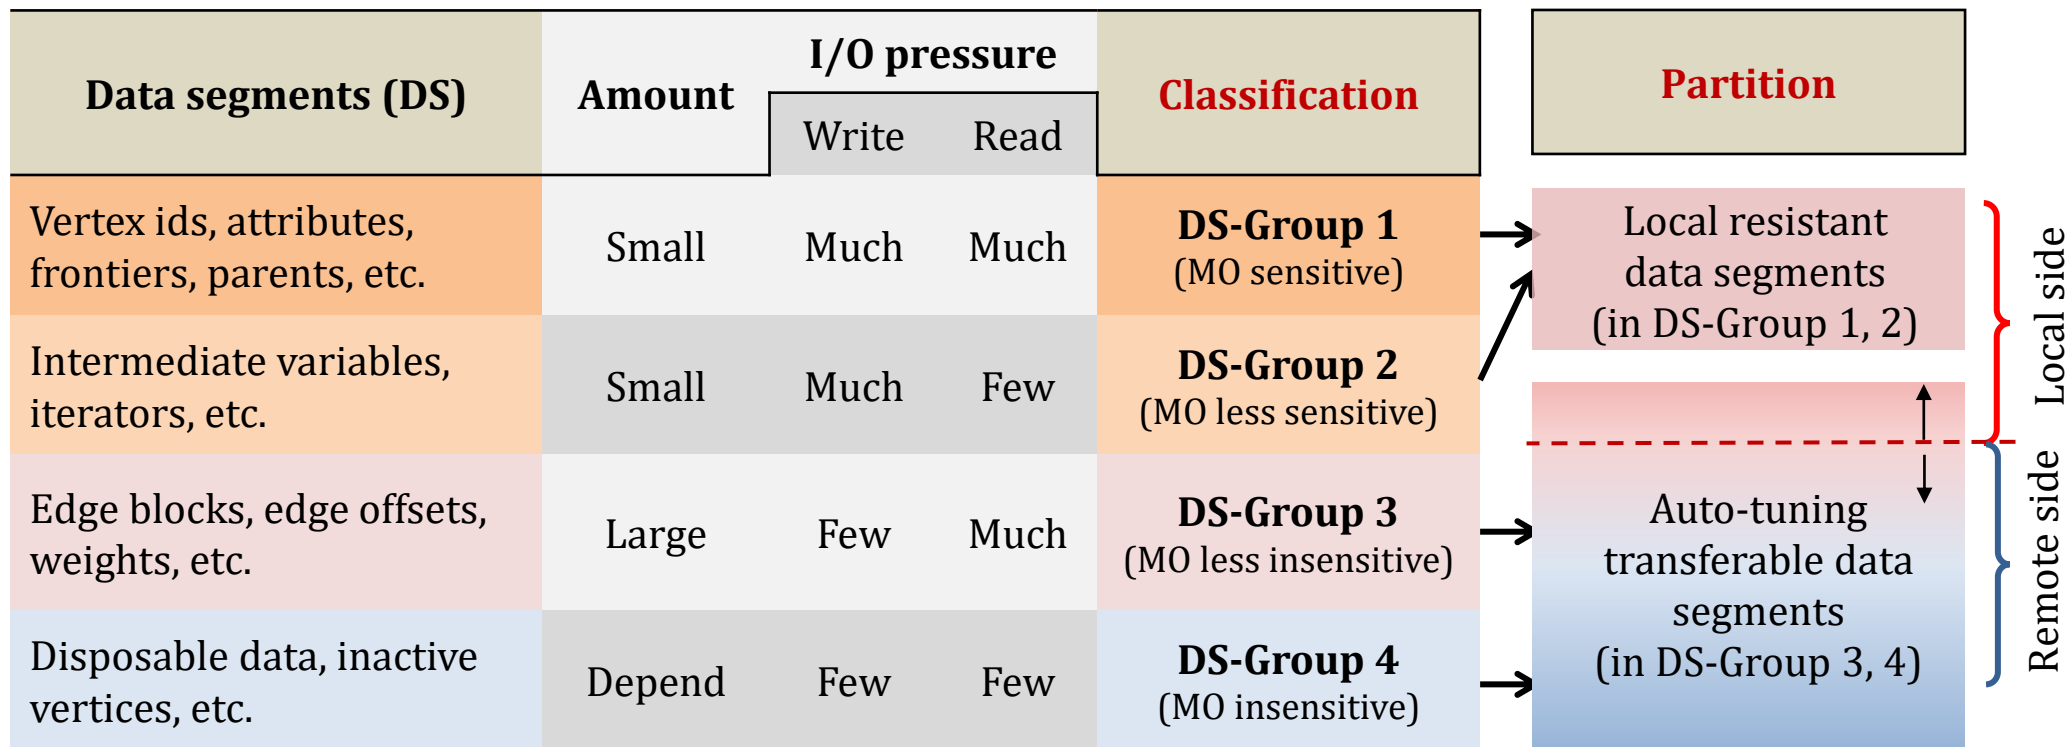 Data segments (DS)
Amount
I/O pressure
Write
Read
Classification
Partition
Vertex ids, attributes,
frontiers, parents, etc.
Small
Much
Much
DS-Group 1
(MO sensitive)
Intermediate variables,
iterators, etc.
Small
Much
Few
DS-Group 2
(MO less sensitive)
Edge blocks, edge offsets,
weights, etc.
Large
Few
Much
DS-Group 3
(MO less insensitive)
Disposable data, inactive
vertices, etc.
Depend
Few
Few
DS-Group 4
(MO insensitive)
Local resistant
data segments
(in DS-Group 1, 2)
Auto-tuning
transferable data
segments
(in DS-Group 3, 4)
Local side
Remote side